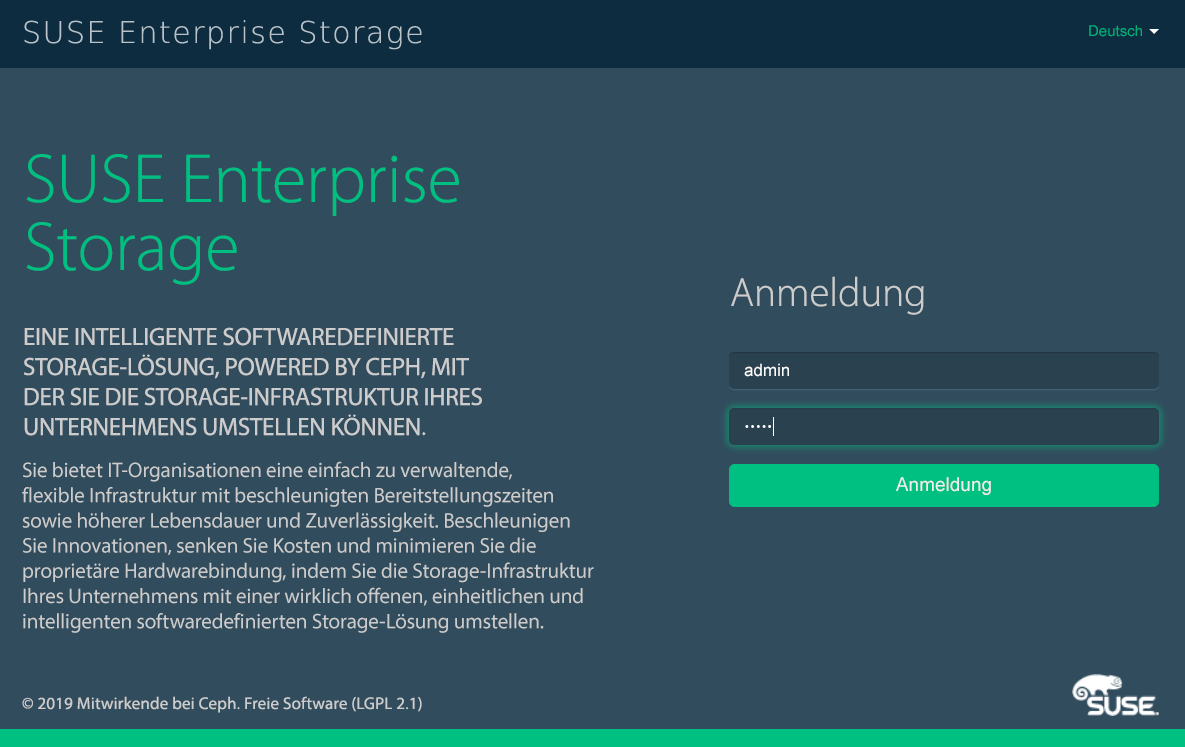 SUSE Enterprise Storage
Deutsch
SUSE Enterprise
Storage
EINE INTELLIGENTE SOFTWAREDEFINIERTE
STORAGE-LÖSUNG, POWERED BY CEPH, MIT
DER SIE DIE STORAGE-INFRASTRUKTUR IHRES
UNTERNEHMENS UMSTELLEN KÖNNEN.
Sie bietet IT-Organisationen eine einfach zu verwaltende,
flexible Infrastruktur mit beschleunigten Bereitstellungszeiten
sowie höherer Lebensdauer und Zuverlässigkeit. Beschleunigen
Sie Innovationen, senken Sie Kosten und minimieren Sie die
proprietäre Hardwarebindung, indem Sie die Storage-Infrastruktur
Ihres Unternehmens mit einer wirklich offenen, einheitlichen und
intelligenten softwaredefinierten Storage-Lösung umstellen.
Anmeldung
admin
•••••
Anmeldung
© 2019 Mitwirkende bei Ceph. Freie Software (LGPL 2.1)
SUSE.